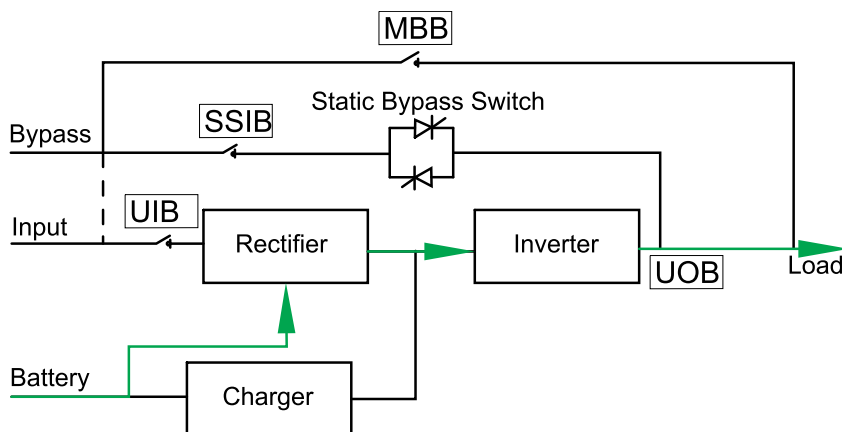 MBB
Static Bypass Switch
SSIB
Bypass
UIB
Input
Rectifier
Inverter
UOB
Load
Battery
Charger